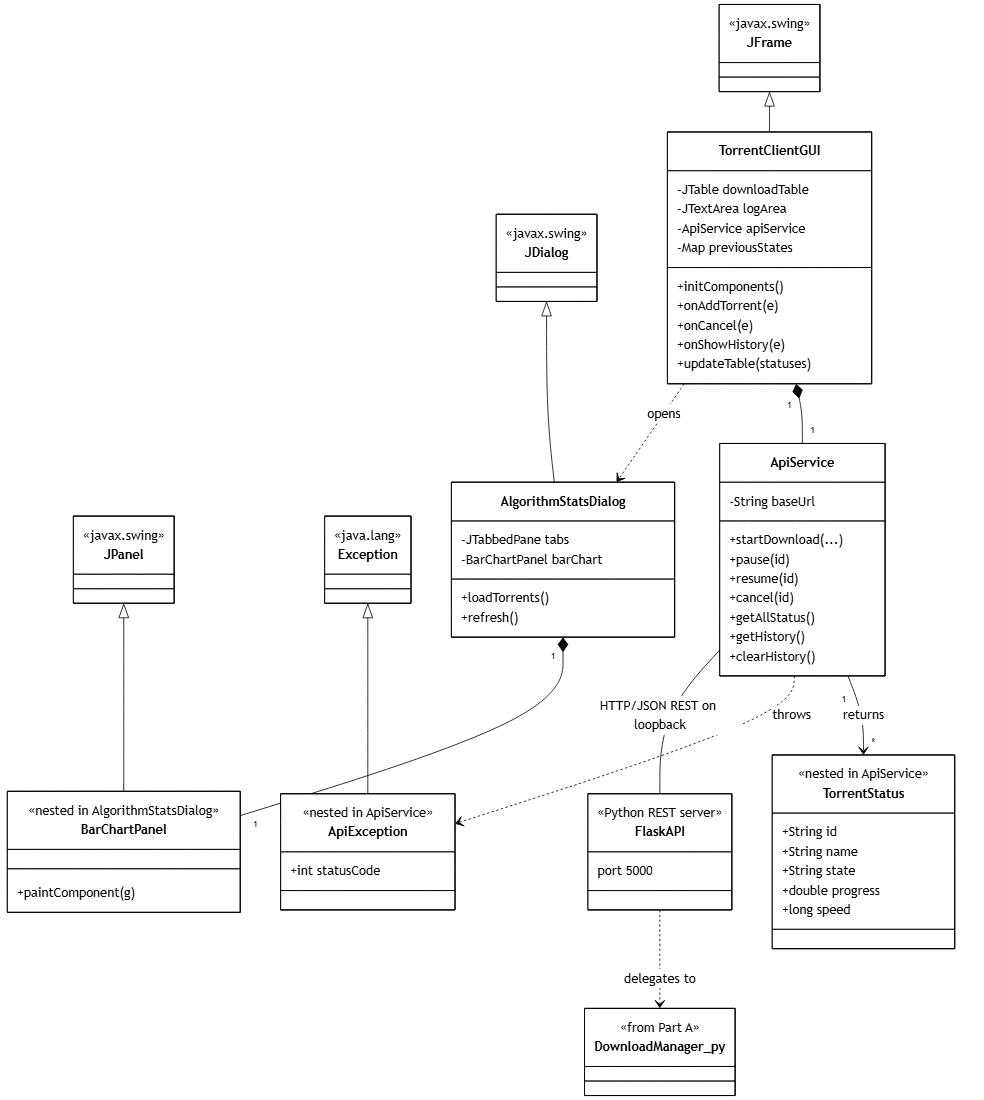 «javax.swing»
JFrame
TorrentClientGUI
-JTable downloadTable
-JTextArea logArea
-ApiService apiService
-Map previousStates
+initComponents()
+onAddTorrent(e)
+onCancel(e)
+onShowHistory(e)
+updateTable(statuses)
«javax.swing»
JDialog
opens
1
1
ApiService
-String baseUrl
+startDownload(...)
+pause(id)
+resume(id)
+cancel(id)
+getAllStatus()
+getHistory()
+clearHistory()
AlgorithmStatsDialog
-JTabbedPane tabs
-BarChartPanel barChart
+loadTorrents()
+refresh()
«javax.swing»
JPanel
«java.lang»
Exception
1
HTTP/JSON REST on
loopback
throws
1
returns
*
«nested in AlgorithmStatsDialog»
BarChartPanel
+paintComponent(g)
1
«nested in ApiService»
ApiException
+int statusCode
«Python REST server»
FlaskAPI
port 5000
«nested in ApiService»
TorrentStatus
+String id
+String name
+String state
+double progress
+long speed
delegates to
«from Part A»
DownloadManager_py